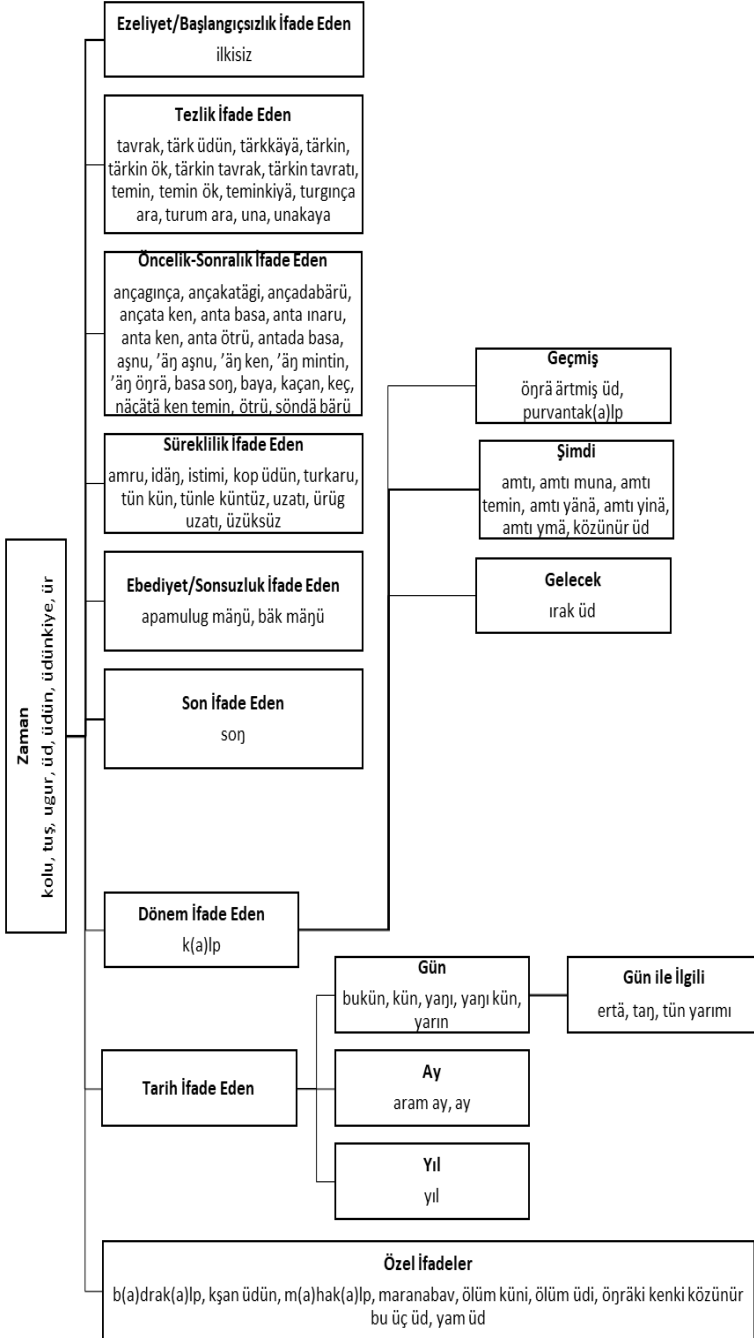 Zaman
kolu, tuş, ugur, üd, üdün, üdünkiye, ür
Ezeliyet/Başlangıçsızlık İfade Eden
ilkisiz
Tezlik İfade Eden
tavrak, tärk üdün, tärkkäyä, tärkin,
tärkin ök, tärkin tavrak, tärkin tavratı,
temin, temin ök, teminkiyä, turgınça
ara, turum ara, una, unakaya
Öncelik-Sonralık İfade Eden
ançagınça, ançakatägi, ançadabärü,
ançata ken, anta basa, anta ınaru,
anta ken, anta ötrü, antada basa,
aşnu, ’äŋ aşnu, ’äŋ ken, ’äŋ mintin,
’äŋ öŋrä, basa soŋ, baya, kaçan, keç,
näçätä ken temin, ötrü, söndä bärü
Süreklilik İfade Eden
amru, idäŋ, istimi, kop üdün, turkaru,
tün kün, tünle küntüz, uzatı, ürüg
uzatı, üzüksüz
Ebediyet/Sonsuzluk İfade Eden
apamulug mäŋü, bäk mäŋü
Son İfade Eden
soŋ
Dönem İfade Eden
k(a)lp
Geçmiş
öŋrä ärtmiş üd,
purvantak(a)lp
Şimdi
amtı, amtı muna, amtı
temin, amtı yänä, amtı yinä,
amtı ymä, közünür üd
Gelecek
ırak üd
Tarih İfade Eden
Gün
bukün, kün, yaŋı, yaŋı kün,
yarın
Gün ile İlgili
ertä, taŋ, tün yarımı
Ay
aram ay, ay
Yıl
yıl
Özel İfadeler
b(a)drak(a)lp, kşan üdün, m(a)hak(a)lp, maranabav, ölüm küni, ölüm üdi, öŋräki kenki közünür
bu üç üd, yam üd